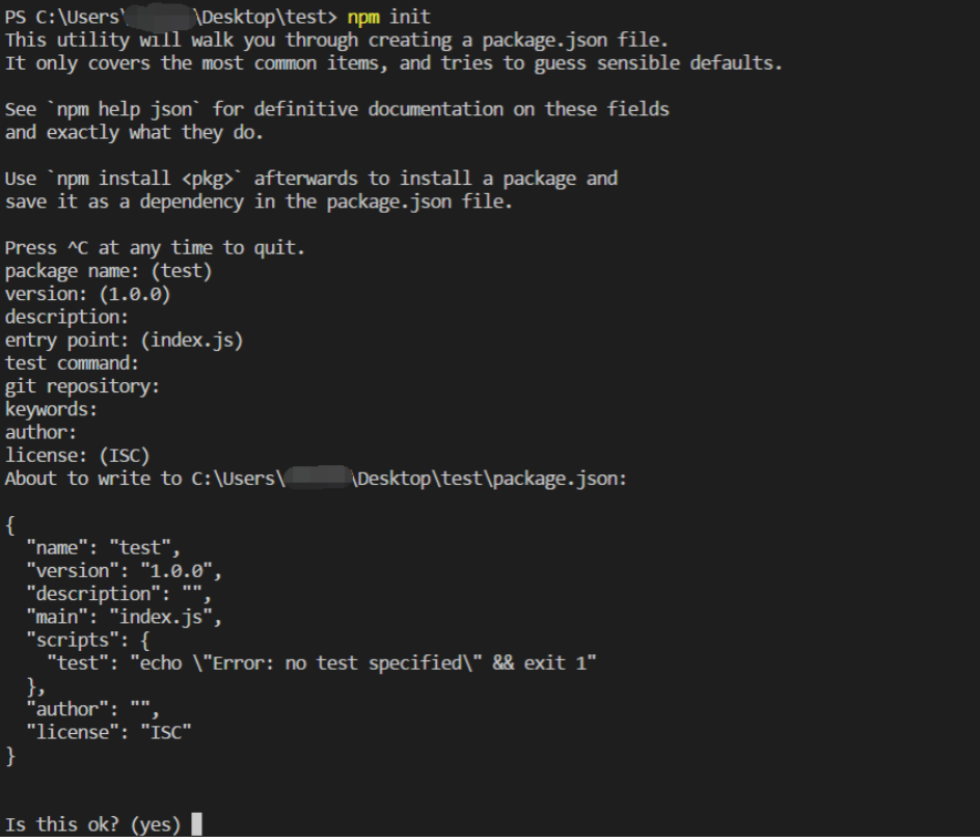 PS C:\Users\ \Desktop\test> npm init
This utility will walk you through creating a package.json file.
It only covers the most common items, and tries to guess sensible defaults.

See `npm help json` for definitive documentation on these fields
and exactly what they do.

Use `npm install <pkg>` afterwards to install a package and
save it as a dependency in the package.json file.

Press ^C at any time to quit.
package name: (test)
version: (1.0.0)
description:
entry point: (index.js)
test command:
git repository:
keywords:
author:
license: (ISC)
About to write to C:\Users\ \Desktop\test\package.json:

{
  "name": "test",
  "version": "1.0.0",
  "description": "",
  "main": "index.js",
  "scripts": {
    "test": "echo \"Error: no test specified\" && exit 1"
  },
  "author": "",
  "license": "ISC"
}

Is this ok? (yes)